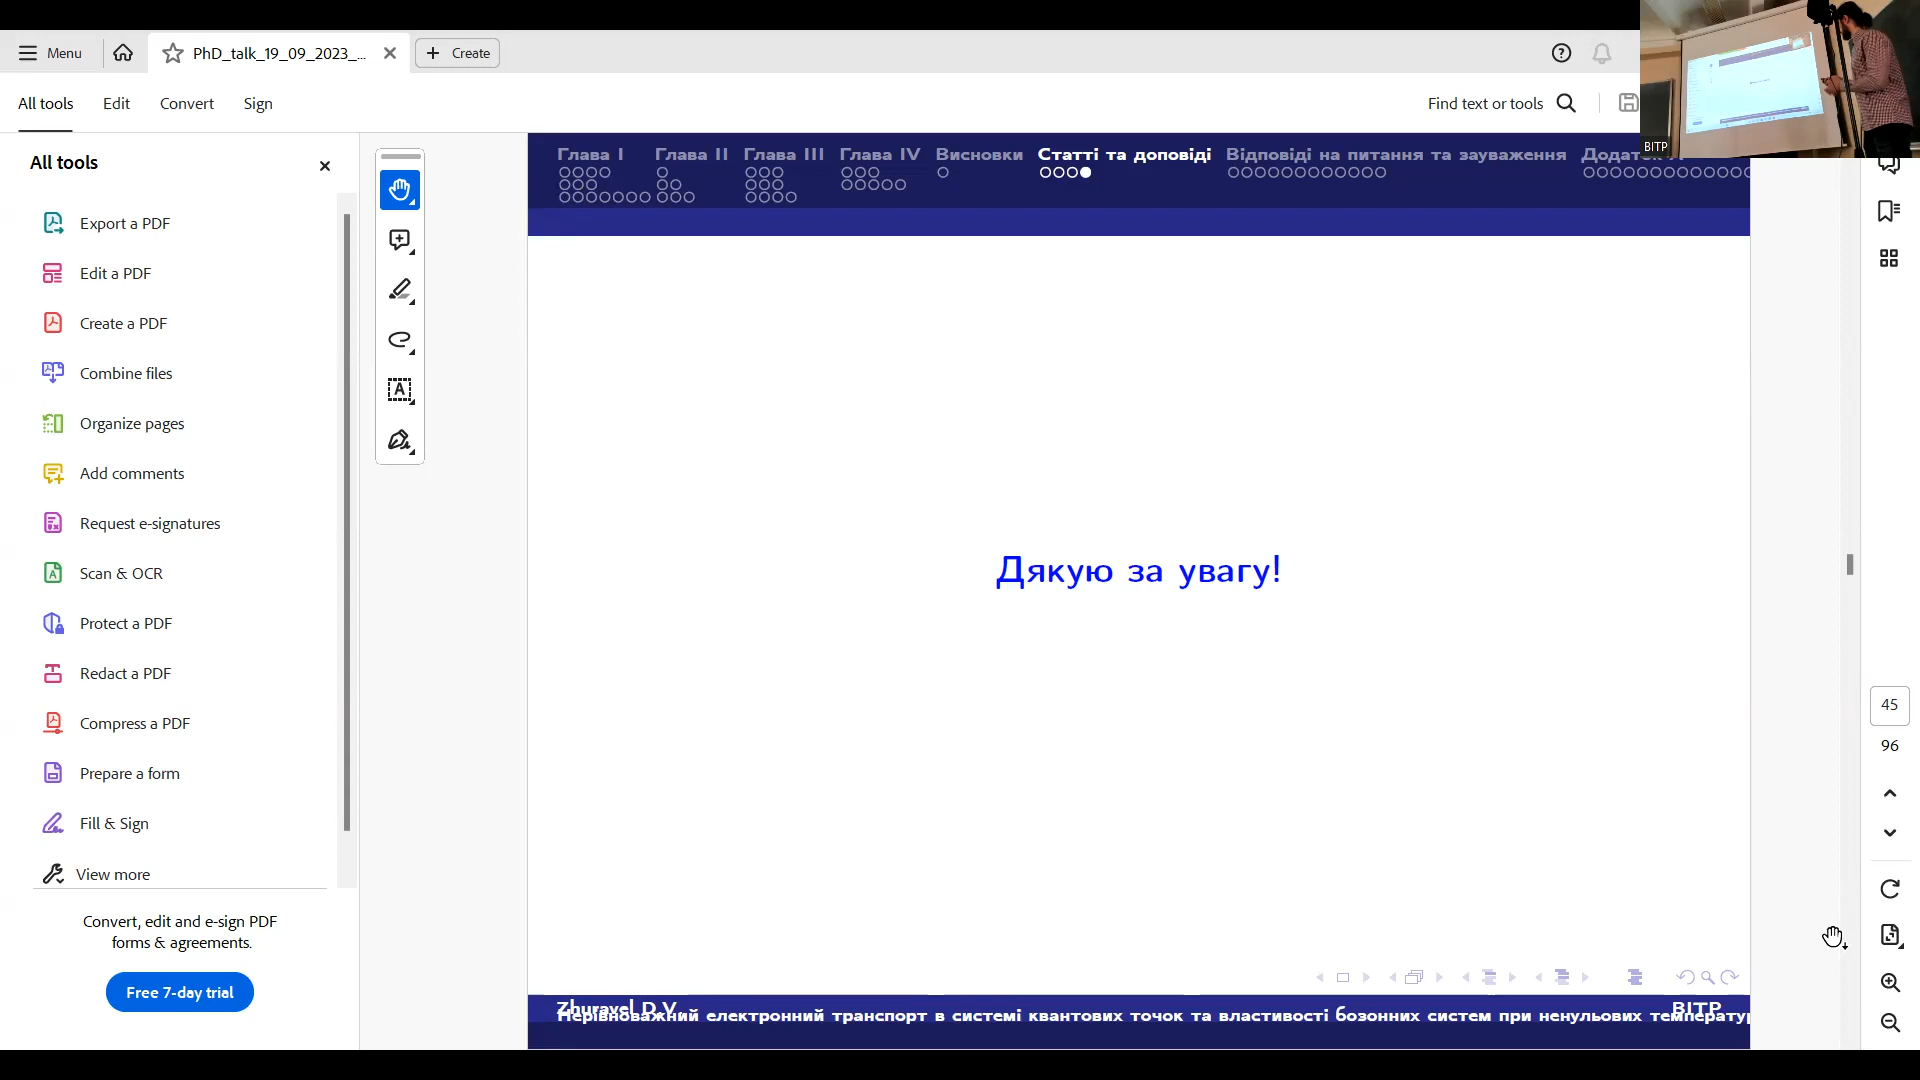 Menu
PhD_talk_19_09_2023_...
Create
All tools
Edit
Convert
Sign
Find text or tools
BITP
All tools
Export a PDF
Edit a PDF
Create a PDF
Combine files
Organize pages
Add comments
Request e-signatures
Scan & OCR
Protect a PDF
Redact a PDF
Compress a PDF
Prepare a form
Fill & Sign
View more
Convert, edit and e-sign PDF
forms & agreements.
Free 7-day trial
Глава I Глава II Глава III Глава IV Висновки Статті та доповіді Відповіді на питання та зауваження
Дякую за увагу!
Zhuravel D.V.
BITP
Нерівноважний електронний транспорт в системі квантових точок та властивості бозонних систем при ненульових температур
45
96